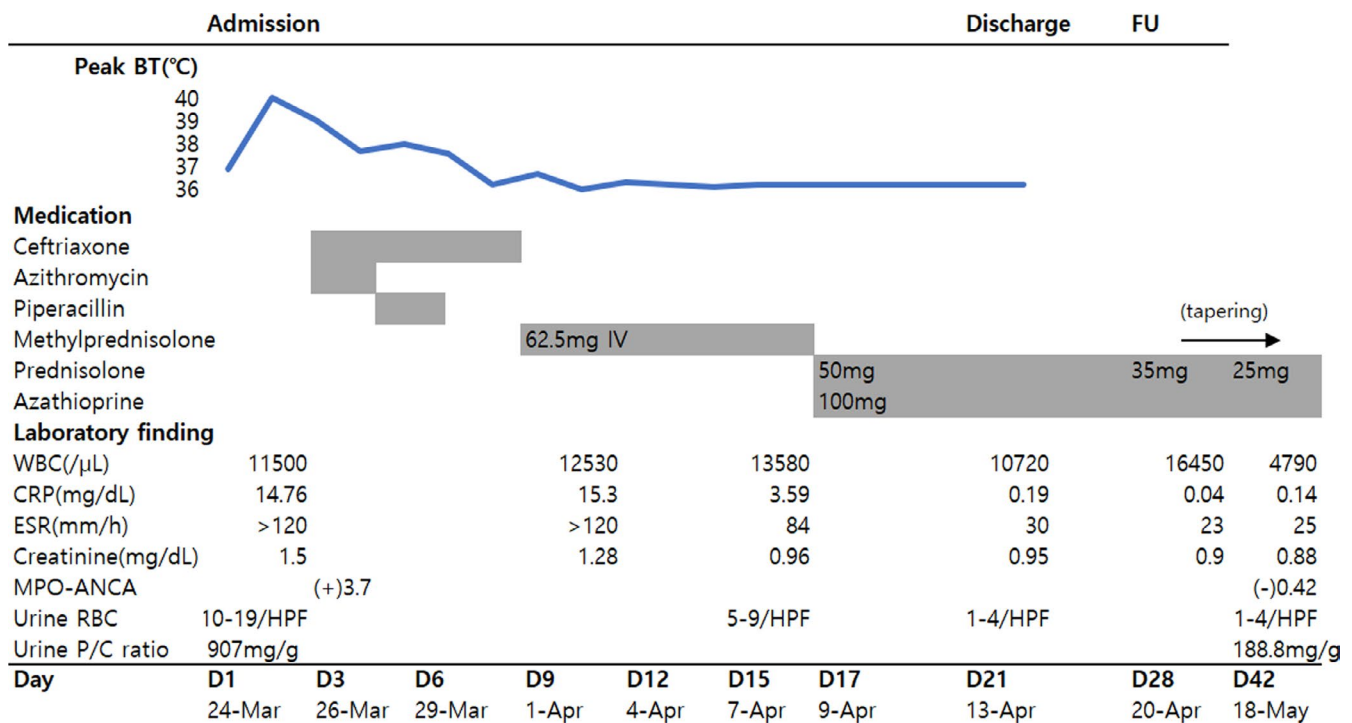 Admission Discharge FU
Peak BT(℃)
40
39
38
37
36
Medication
Ceftriaxone
Azithromycin
Piperacillin
(tapering)
Methylprednisolone 62.5mg IV
Prednisolone 50mg 35mg 25mg
Azathioprine 100mg
Laboratory finding
WBC(/μL) 11500 12530 13580 10720 16450 4790
CRP(mg/dL) 14.76 15.3 3.59 0.19 0.04 0.14
ESR(mm/h) >120 >120 84 30 23 25
Creatinine(mg/dL) 1.5 1.28 0.96 0.95 0.9 0.88
MPO-ANCA (+)3.7 (-)0.42
Urine RBC 10-19/HPF 5-9/HPF 1-4/HPF 1-4/HPF
Urine P/C ratio 907mg/g 188.8mg/g
Day D1 D3 D6 D9 D12 D15 D17 D21 D28 D42
24-Mar 26-Mar 29-Mar 1-Apr 4-Apr 7-Apr 9-Apr 13-Apr 20-Apr 18-May